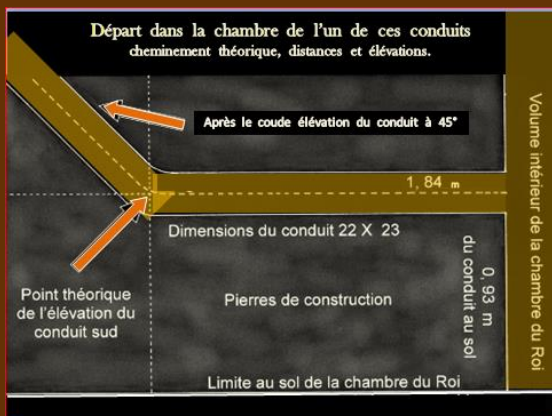 Départ dans la chambre de l'un de ces conduits
cheminement théorique, distances et élévations.
Après le coude élévation du conduit à 45°
1, 84 m
Dimensions du conduit 22 X 23
Point théorique
de l'élévation du
conduit sud
Pierres de construction
0,93 m
du conduit au sol
Volume intérieur de la chambre du Roi
Limite au sol de la chambre du Roi